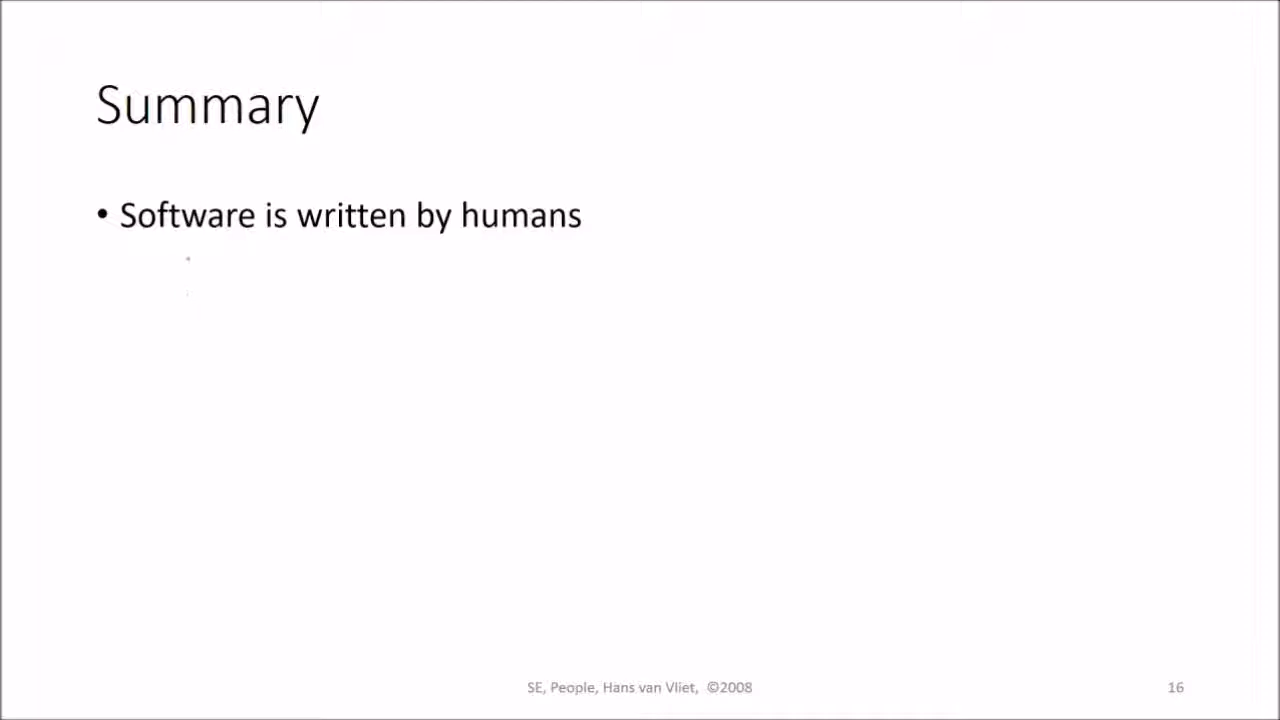 Summary
• Software is written by humans
SE, People, Hans van Vliet, ©2008
16